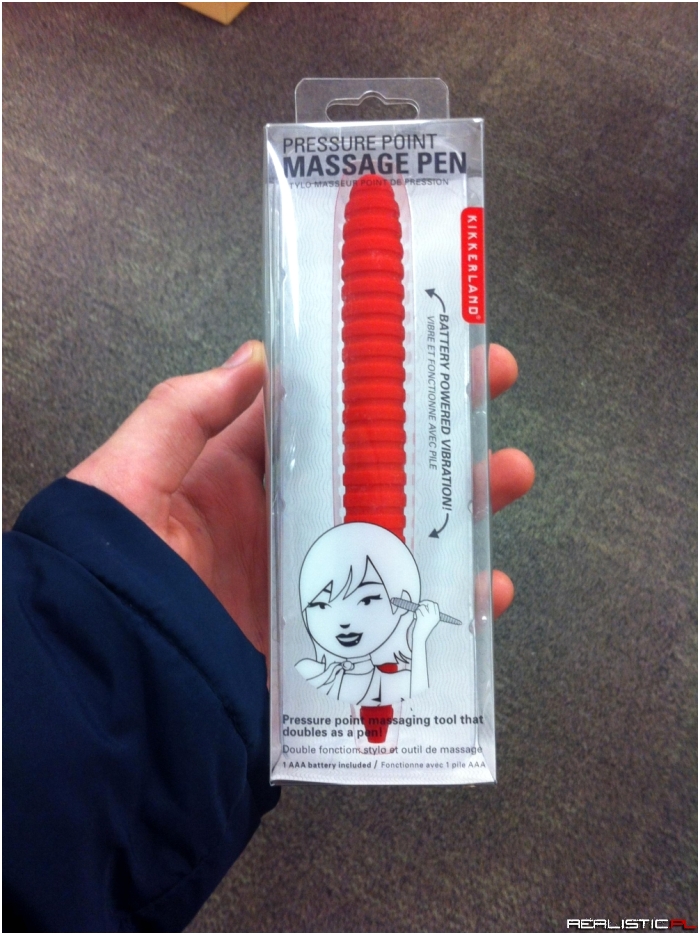 PRESSURE POINT
MASSAGE PEN
STYLO MASSEUR POINT DE PRESSION
KIKKERLAND®
BATTERY POWERED VIBRATION!
VIBRE ET FONCTIONNE AVEC PILE
Pressure point massaging tool that
doubles as a pen!
Double fonction: stylo et outil de massage
1 AAA battery included / Fonctionne avec 1 pile AAA
REALISTIC.PL